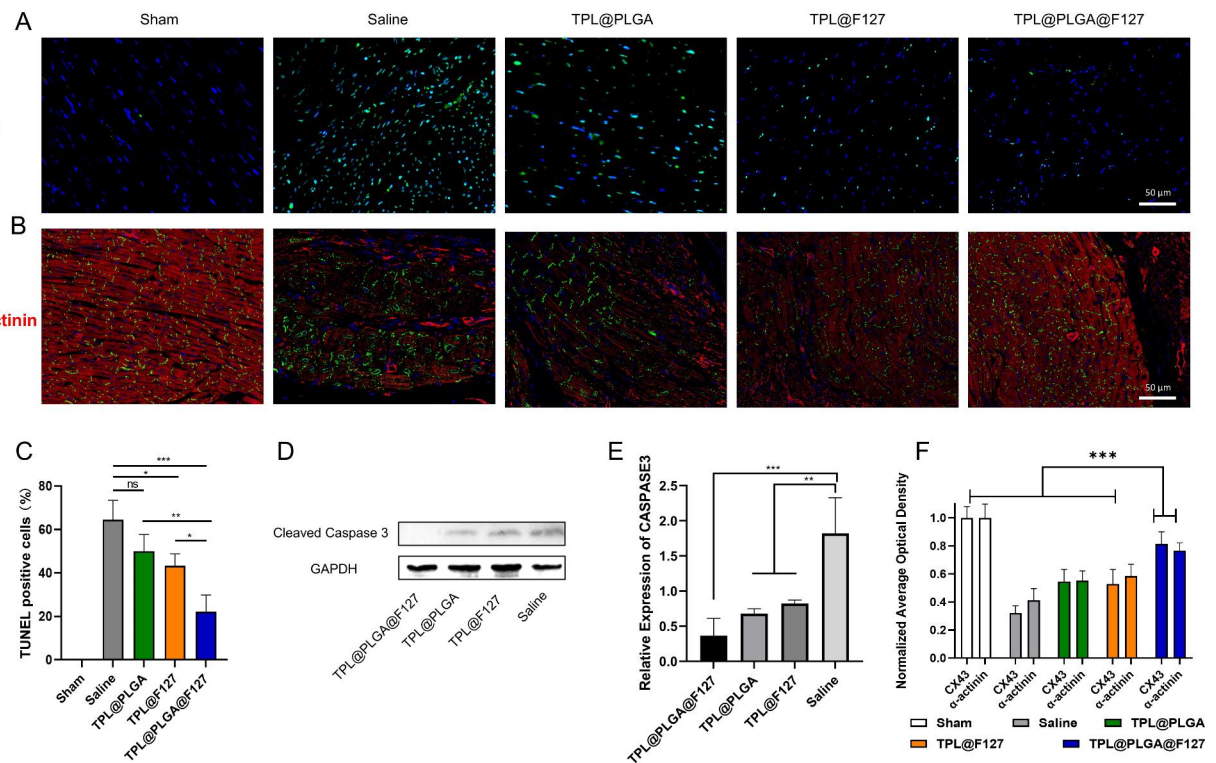 A
Sham
Saline
TPL@PLGA
TPL@F127
TPL@PLGA@F127
50 μm
B
ctinin
50 μm
C
TUNEL positive cells (%)
80
60
40
20
0
***
*
ns
**
*
Sham
Saline
TPL@PLGA
TPL@F127
TPL@PLGA@F127
D
Cleaved Caspase 3
GAPDH
TPL@PLGA@F127
TPL@PLGA
TPL@F127
Saline
E
Relative Expression of CASPASE3
2.5
2.0
1.5
1.0
0.5
0.0
***
**
TPL@PLGA@F127
TPL@PLGA
TPL@F127
Saline
F
Normalized Average Optical Density
1.0
0.8
0.6
0.4
0.2
0.0
***
CX43
α-actinin
CX43
α-actinin
CX43
α-actinin
CX43
α-actinin
CX43
α-actinin
Sham
Saline
TPL@PLGA
TPL@F127
TPL@PLGA@F127